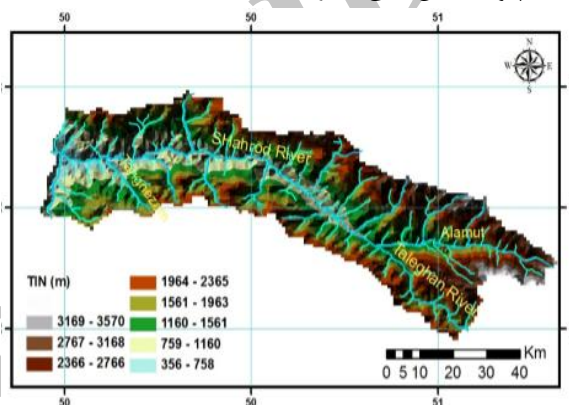 50 50 51
N
W E
S
SHahrod River
Alamut
Taleghan River
TIN (m)
3169 - 3570
2767 - 3168
2366 - 2766
1964 - 2365
1561 - 1963
1160 - 1561
759 - 1160
356 - 758
Km
0 5 10 20 30 40
50 50 51